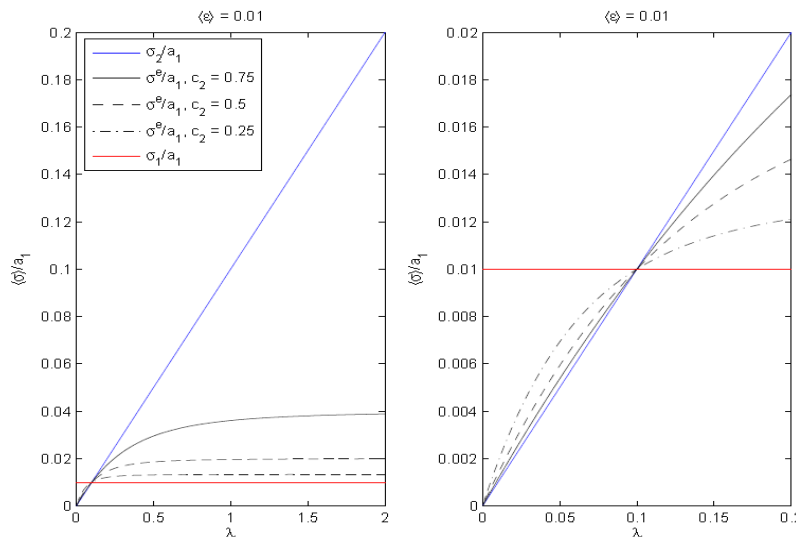 ⟨ε⟩ = 0.01
0.2
0.18
0.16
0.14
0.12
0.1
0.08
0.06
0.04
0.02
0
⟨σ⟩/a₁
σ₂/a₁
σᵉ/a₁, c₂ = 0.75
σᵉ/a₁, c₂ = 0.5
σᵉ/a₁, c₂ = 0.25
σ₁/a₁
0 0.5 1 1.5 2
λ
⟨ε⟩ = 0.01
0.02
0.018
0.016
0.014
0.012
0.01
0.008
0.006
0.004
0.002
0
⟨σ⟩/a₁
0 0.05 0.1 0.15 0.2
λ